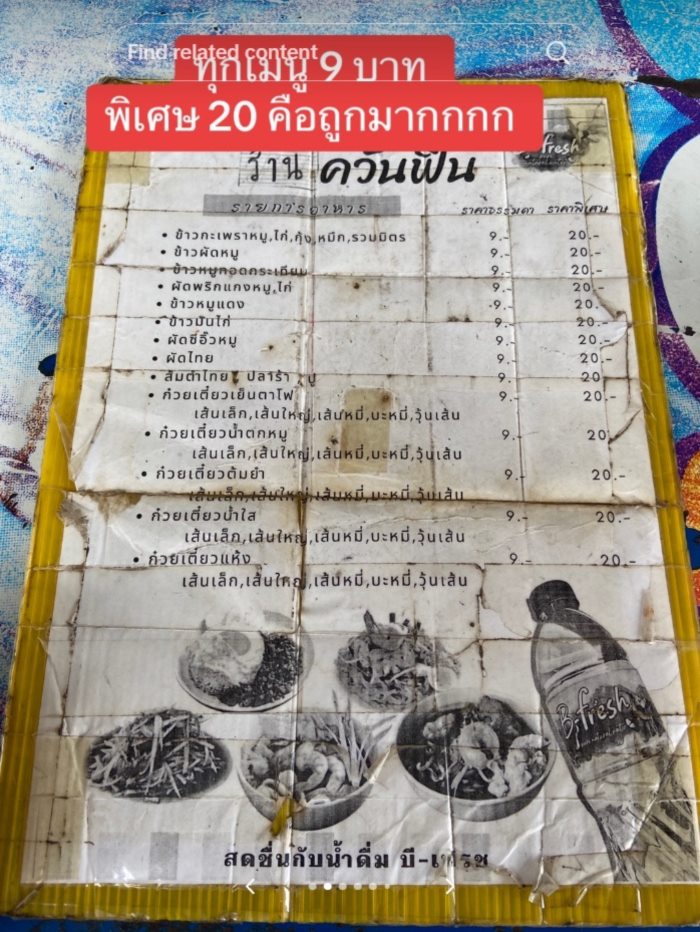 Find related content
ทุกเมนู 9 บาท
พิเศษ 20 คือถูกมากกกก
fresh
ร้าน ควันฟืน
รายการอาหาร ราคาธรรมดา ราคาพิเศษ
• ข้าวกะเพราหมู,ไก่,กุ้ง,หมึก,รวมมิตร 9.- 20.-
• ข้าวผัดหมู 9.- 20.-
• ข้าวหมูทอดกระเทียม 9.- 20.-
• ผัดพริกแกงหมู,ไก่ 9.- 20.-
• ข้าวหมูแดง 9.- 20.-
• ข้าวมันไก่ 9.- 20.-
• ผัดซีอิ๊วหมู 9.- 20.-
• ผัดไทย 9.- 20.-
• ส้มตำไทย ปลาร้า ปู 9.- 20
• ก๋วยเตี๋ยวเย็นตาโฟ 9.- 20.-
เส้นเล็ก,เส้นใหญ่,เส้นหมี่,บะหมี่,วุ้นเส้น
• ก๋วยเตี๋ยวน้ำตกหมู 9.- 20
เส้นเล็ก,เส้นใหญ่,เส้นหมี่,บะหมี่,วุ้นเส้น
• ก๋วยเตี๋ยวต้มยำ 9.- 20.-
เส้นเล็ก,เส้นใหญ่,เส้นหมี่,บะหมี่,วุ้นเส้น
• ก๋วยเตี๋ยวน้ำใส 9.- 20.-
เส้นเล็ก,เส้นใหญ่,เส้นหมี่,บะหมี่,วุ้นเส้น
• ก๋วยเตี๋ยวแห้ง 9.- 20.-
เส้นเล็ก,เส้นใหญ่,เส้นหมี่,บะหมี่,วุ้นเส้น
B-fresh
สดชื่นกับน้ำดื่ม บี-เฟรช